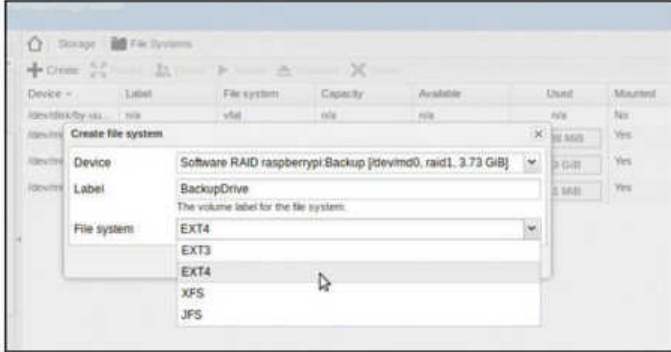 Storage File Systems
Create
Device Label File system Capacity Available Used Mounted
n/a vfat n/a n/a n/a No
Create file system
Device Software RAID raspberrypi:Backup [/dev/md0, raid1, 3.73 GiB]
Yes
Label BackupDrive
Yes
The volume label for the file system.
Yes
File system EXT4
EXT3
EXT4
XFS
JFS